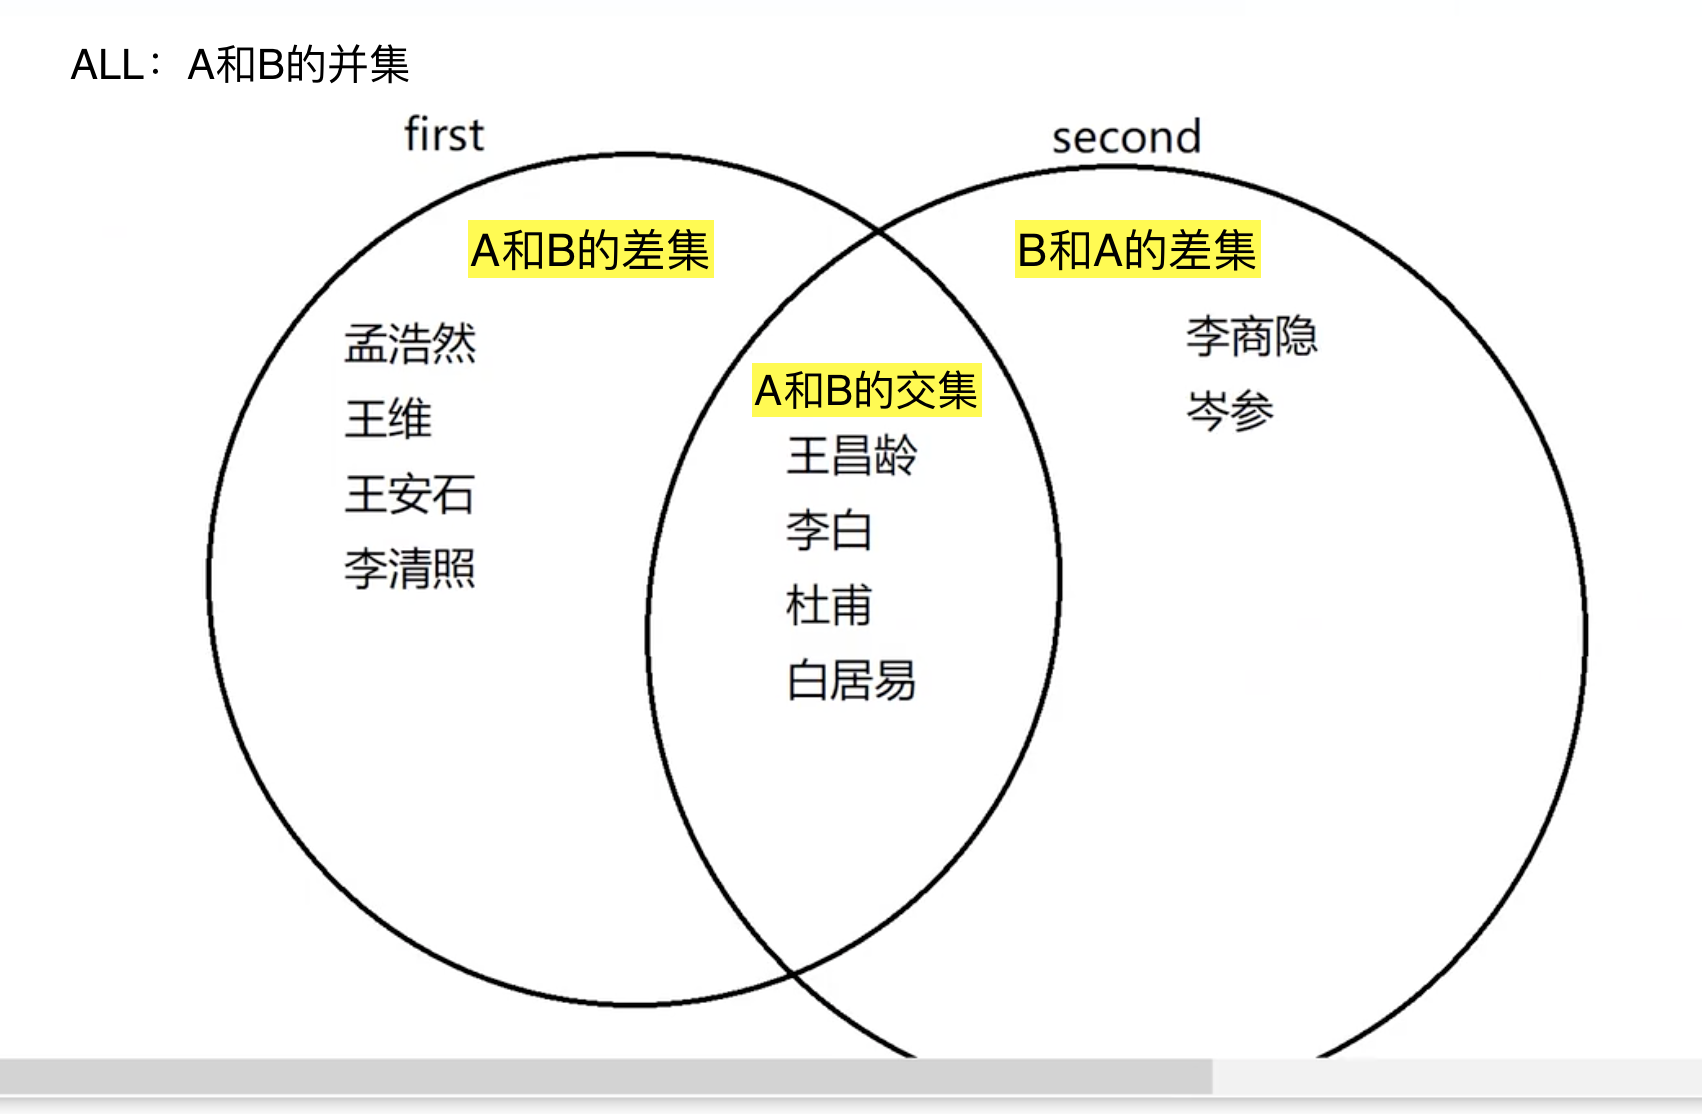 ALL：A和B的并集
first
second
A和B的差集
B和A的差集
孟浩然
王维
王安石
李清照
A和B的交集
王昌龄
李白
杜甫
白居易
李商隐
岑参